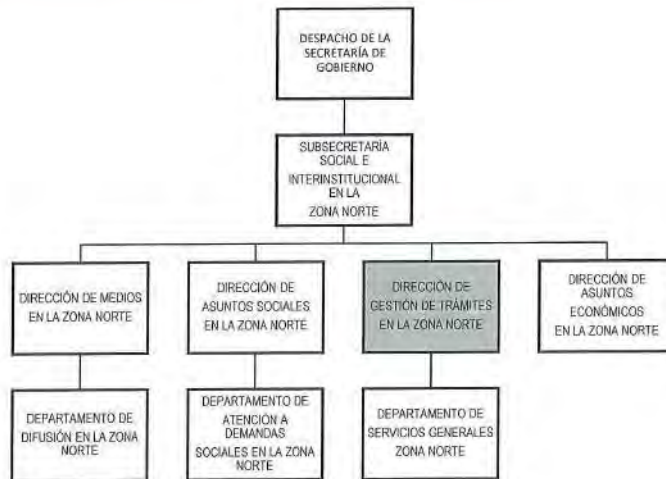 DESPACHO DE LA
SECRETARÍA DE
GOBIERNO
SUBSECRETARÍA
SOCIAL E
INTERINSTITUCIONAL
EN LA
ZONA NORTE
DIRECCIÓN DE MEDIOS
EN LA ZONA NORTE
DIRECCIÓN DE
ASUNTOS SOCIALES
EN LA ZONA NORTE
DIRECCIÓN DE
GESTIÓN DE TRÁMITES
EN LA ZONA NORTE
DIRECCIÓN DE
ASUNTOS
ECONÓMICOS
EN LA ZONA NORTE
DEPARTAMENTO DE
DIFUSIÓN EN LA ZONA
NORTE
DEPARTAMENTO DE
ATENCIÓN A
DEMANDAS
SOCIALES EN LA ZONA
NORTE
DEPARTAMENTO DE
SERVICIOS GENERALES
ZONA NORTE